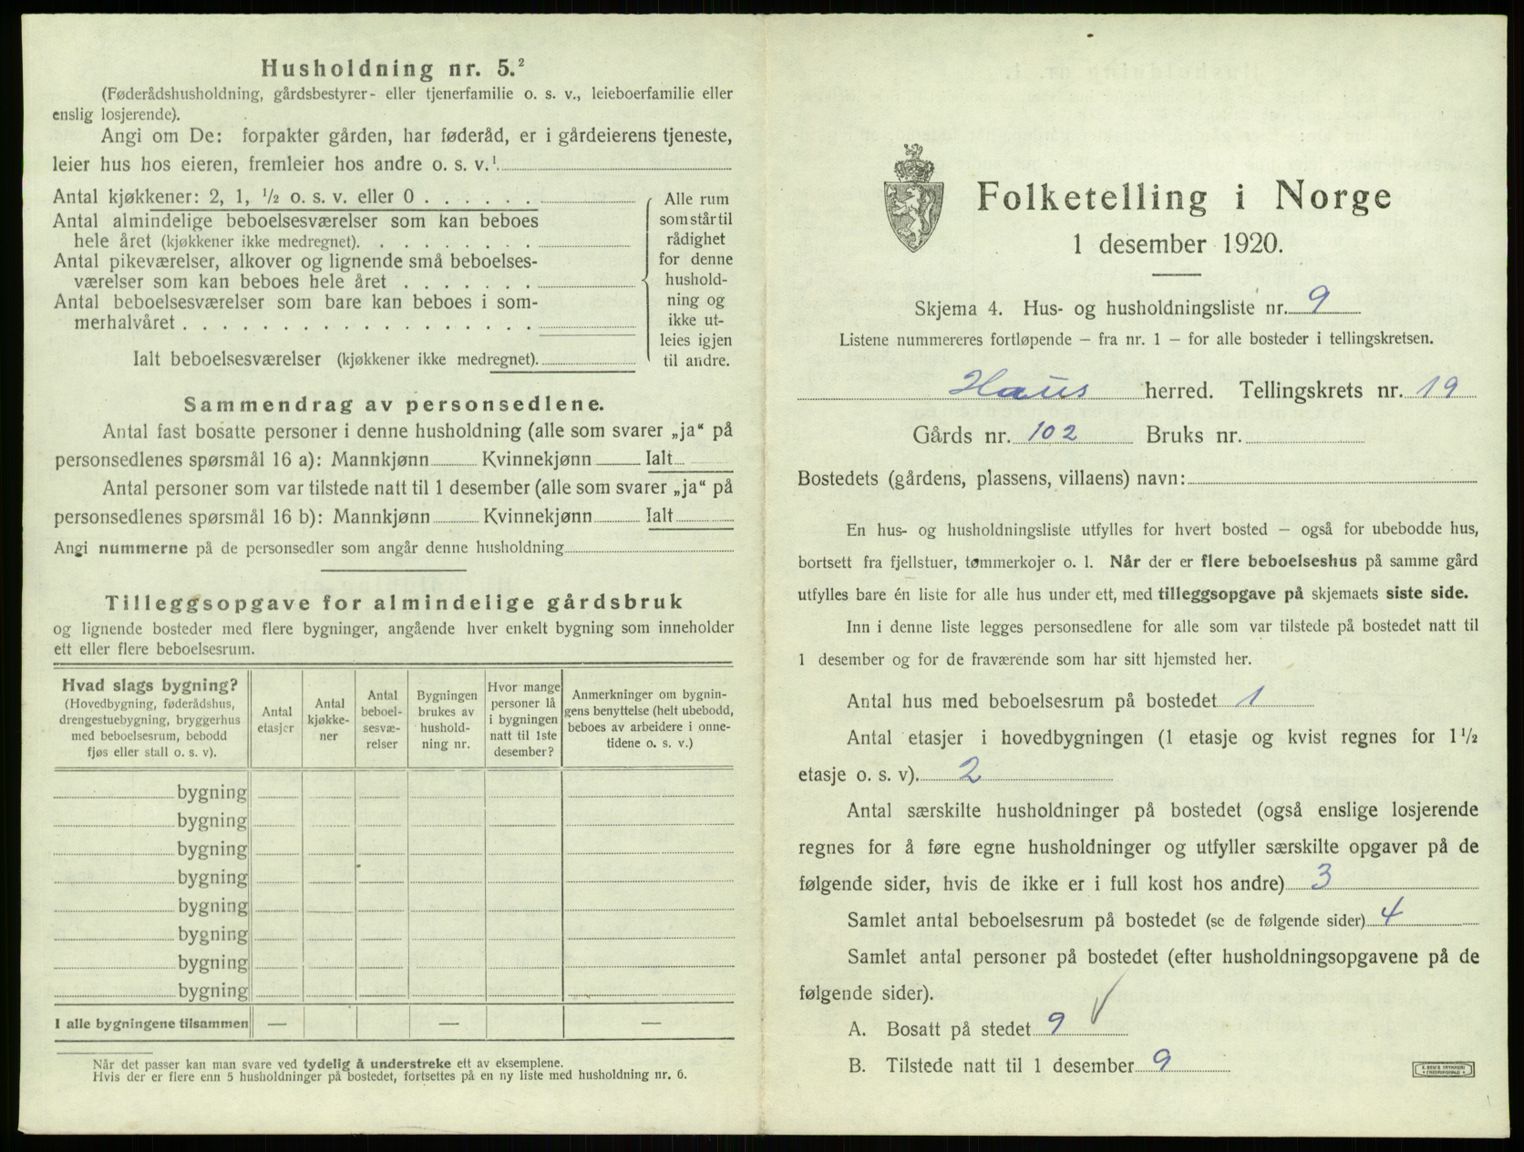 Husholdning nr. 5.²
(Føderådshusholdning, gårdsbestyrer- eller tjenerfamilie o. s. v., leieboerfamilie eller
enslig losjerende).
Angi om De: forpakter gården, har føderåd, er i gårdeierens tjeneste,
leier hus hos eieren, fremleier hos andre o. s. v.¹
Antal kjøkkener: 2, 1, ½ o. s. v. eller 0
Antal almindelige beboelsesværelser som kan beboes
hele året (kjøkkener ikke medregnet).
Antal pikeværelser, alkover og lignende små beboelses-
værelser som kan beboes hele året
Antal beboelsesværelser som bare kan beboes i som-
merhalvåret
Ialt beboelsesværelser (kjøkkener ikke medregnet).
Alle rum
som står til
rådighet
for denne
hushold-
ning og
ikke ut-
leies igjen
til andre.
Sammendrag av personsedlene.
Antal fast bosatte personer i denne husholdning (alle som svarer „ja“ på
personsedlenes spørsmål 16 a): Mannkjønn Kvinnekjønn Ialt
Antal personer som var tilstede natt til 1 desember (alle som svarer „ja“ på
personsedlenes spørsmål 16 b): Mannkjønn Kvinnekjønn Ialt
Angi nummerne på de personsedler som angår denne husholdning
Tilleggsopgave for almindelige gårdsbruk
og lignende bosteder med flere bygninger, angående hver enkelt bygning som inneholder
ett eller flere beboelsesrum.
Hvad slags bygning?
(Hovedbygning, føderådshus,
drengestuebygning, bryggerhus
med beboelsesrum, bebodd
fjøs eller stall o. s. v).
Antal
etasjer
Antal
kjøkke-
ner
Antal
beboel-
sesvæ-
relser
Bygningen
brukes av
hushold-
ning nr.
Hvor mange
personer lå
i bygningen
natt til 1ste
desember?
Anmerkninger om bygnin-
gens benyttelse (helt ubebodd,
beboes av arbeidere i onne-
tidene o. s. v.)
bygning
bygning
bygning
bygning
bygning
bygning
bygning
bygning
I alle bygningene tilsammen — — —
Når det passer kan man svare ved tydelig å understreke ett av eksemplene.
Hvis der er flere enn 5 husholdninger på bostedet, fortsettes på en ny liste med husholdning nr. 6.
Folketelling i Norge
1 desember 1920.
Skjema 4. Hus- og husholdningsliste nr. 9
Listene nummereres fortløpende – fra nr. 1 – for alle bosteder i tellingskretsen.
Haus herred. Tellingskrets nr. 19
Gårds nr. 102 Bruks nr.
Bostedets (gårdens, plassens, villaens) navn:
En hus- og husholdningsliste utfylles for hvert bosted – også for ubebodde hus,
bortsett fra fjellstuer, tømmerkojer o. l. Når der er flere beboelseshus på samme gård
utfylles bare én liste for alle hus under ett, med tilleggsopgave på skjemaets siste side.
Inn i denne liste legges personsedlene for alle som var tilstede på bostedet natt til
1 desember og for de fraværende som har sitt hjemsted her.
Antal hus med beboelsesrum på bostedet 1
Antal etasjer i hovedbygningen (1 etasje og kvist regnes for 1½
etasje o. s. v). 2
Antal særskilte husholdninger på bostedet (også enslige losjerende
regnes for å føre egne husholdninger og utfyller særskilte opgaver på de
følgende sider, hvis de ikke er i full kost hos andre) 3
Samlet antal beboelsesrum på bostedet (se de følgende sider) 4
Samlet antal personer på bostedet (efter husholdningsopgavene på de
følgende sider).
A. Bosatt på stedet 9
B. Tilstede natt til 1 desember 9